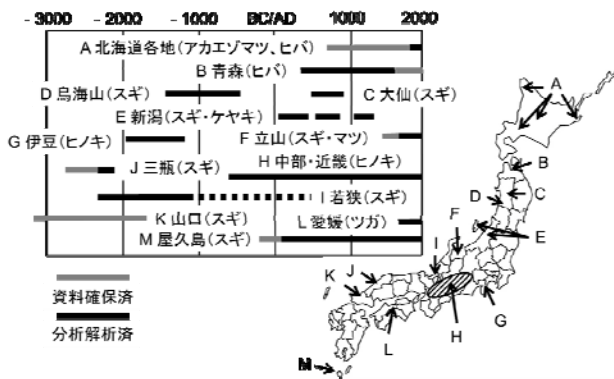 - 3000 - 2000 - 1000 BC/AD 1000 2000
A 北海道各地(アカエゾマツ、ヒバ)
B 青森(ヒバ)
D 鳥海山(スギ) C 大仙(スギ)
E 新潟(スギ・ケヤキ)
G 伊豆(ヒノキ) F 立山(スギ・マツ)
J 三瓶(スギ) H 中部・近畿(ヒノキ)
I 若狭(スギ)
K 山口(スギ) L 愛媛(ツガ)
M 屋久島(スギ)
資料確保済
分析解析済
A
B
C
D
E
F
I
J
K
G
H
L
M